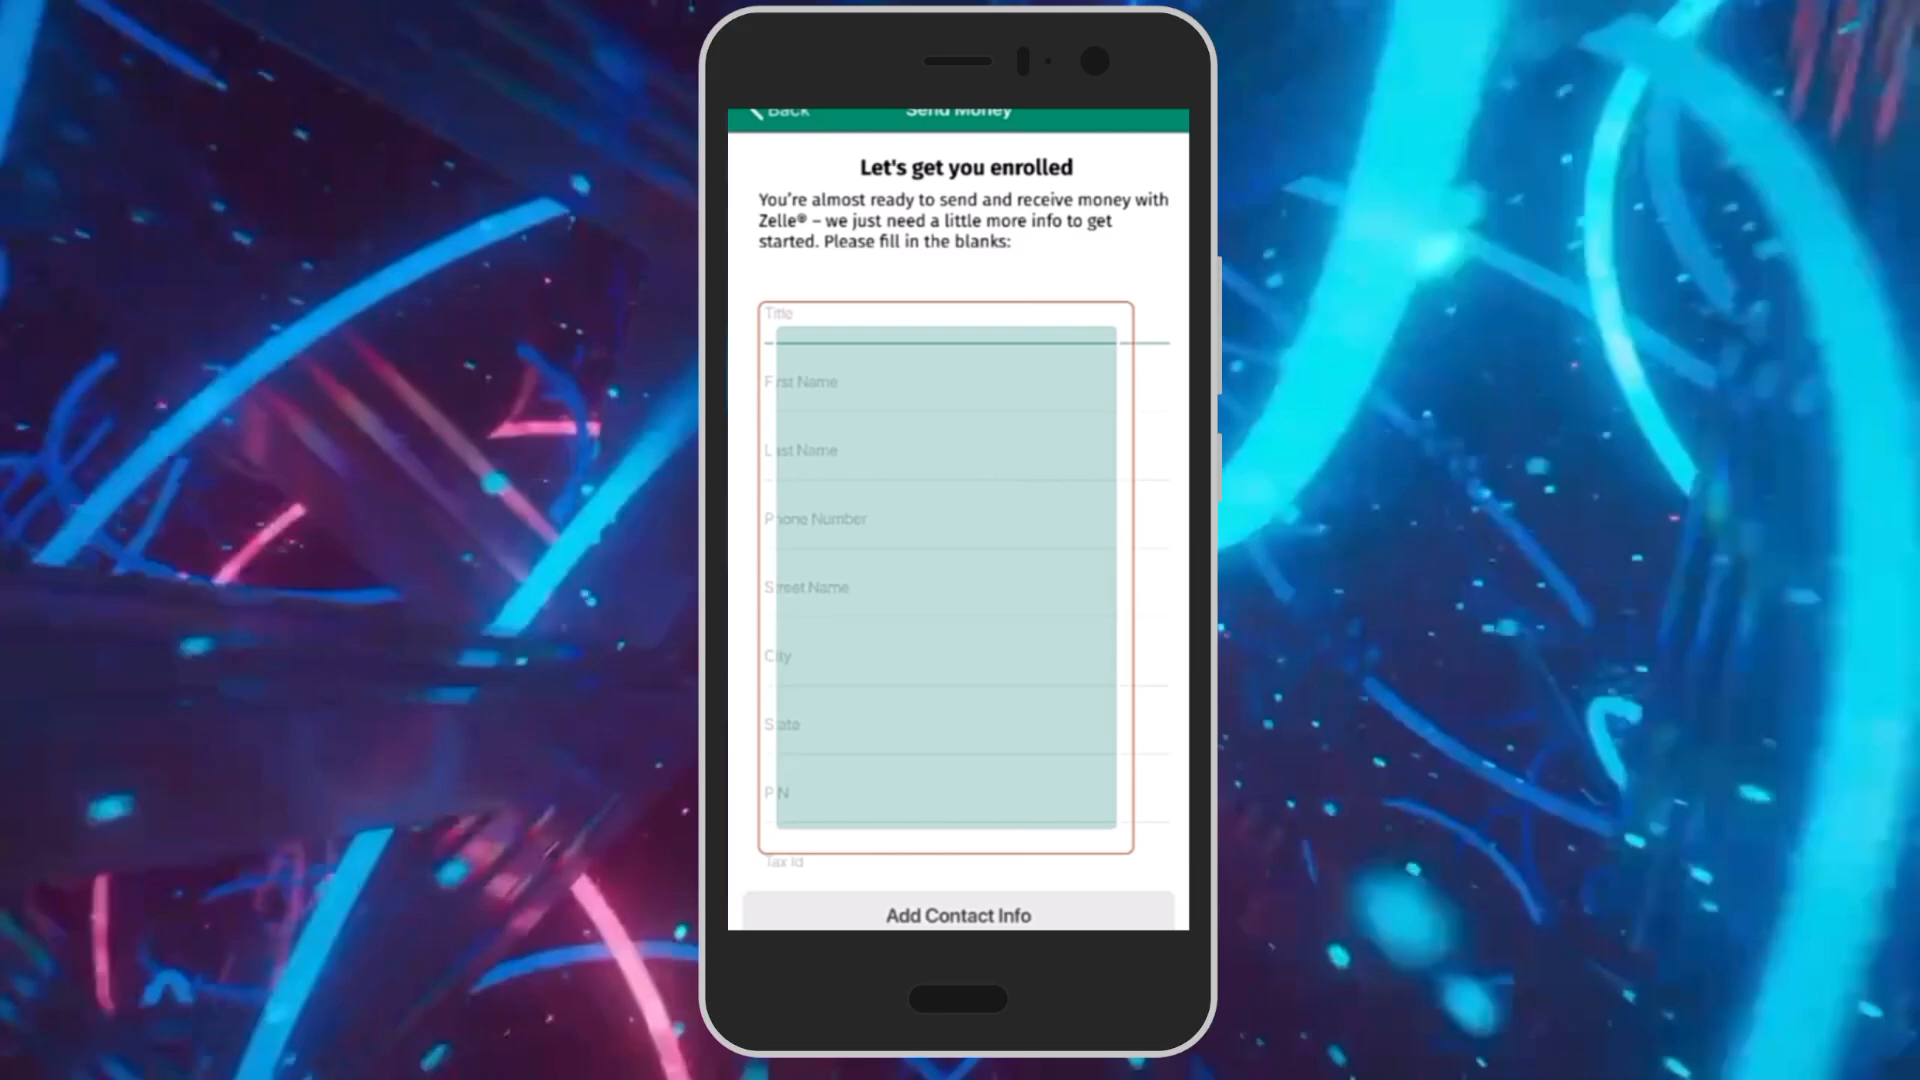 Back
Send Money
Let's get you enrolled
You're almost ready to send and receive money with
Zelle® – we just need a little more info to get
started. Please fill in the blanks:
Title
First Name
Last Name
Phone Number
Street Name
City
State
PIN
Tax Id
Add Contact Info